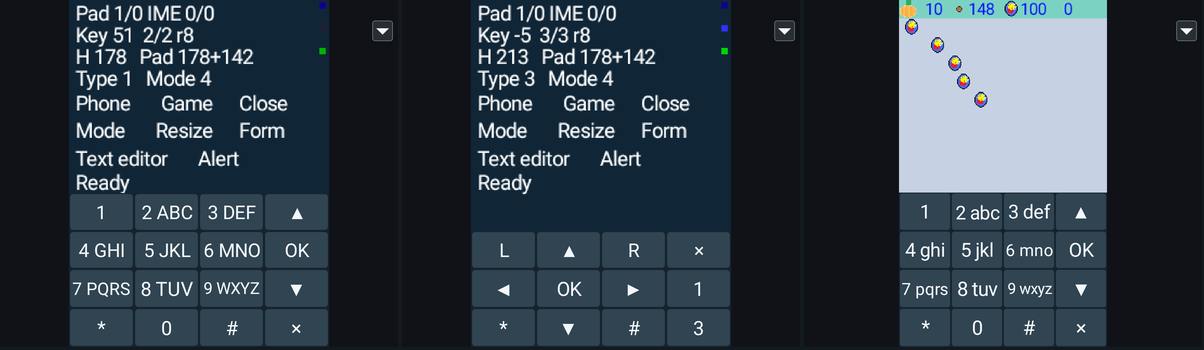 Pad 1/0 IME 0/0
Key 51 2/2 r8
H 178 Pad 178+142
Type 1 Mode 4
Phone Game Close
Mode Resize Form
Text editor Alert
Ready
1 2 ABC 3 DEF ▲
4 GHI 5 JKL 6 MNO OK
7 PQRS 8 TUV 9 WXYZ ▼
* 0 # ×
Pad 1/0 IME 0/0
Key -5 3/3 r8
H 213 Pad 178+142
Type 3 Mode 4
Phone Game Close
Mode Resize Form
Text editor Alert
Ready
L ▲ R ×
◀ OK ▶ 1
* ▼ # 3
10 148 100 0
1 2 abc 3 def ▲
4 ghi 5 jkl 6 mno OK
7 pqrs 8 tuv 9 wxyz ▼
* 0 # ×